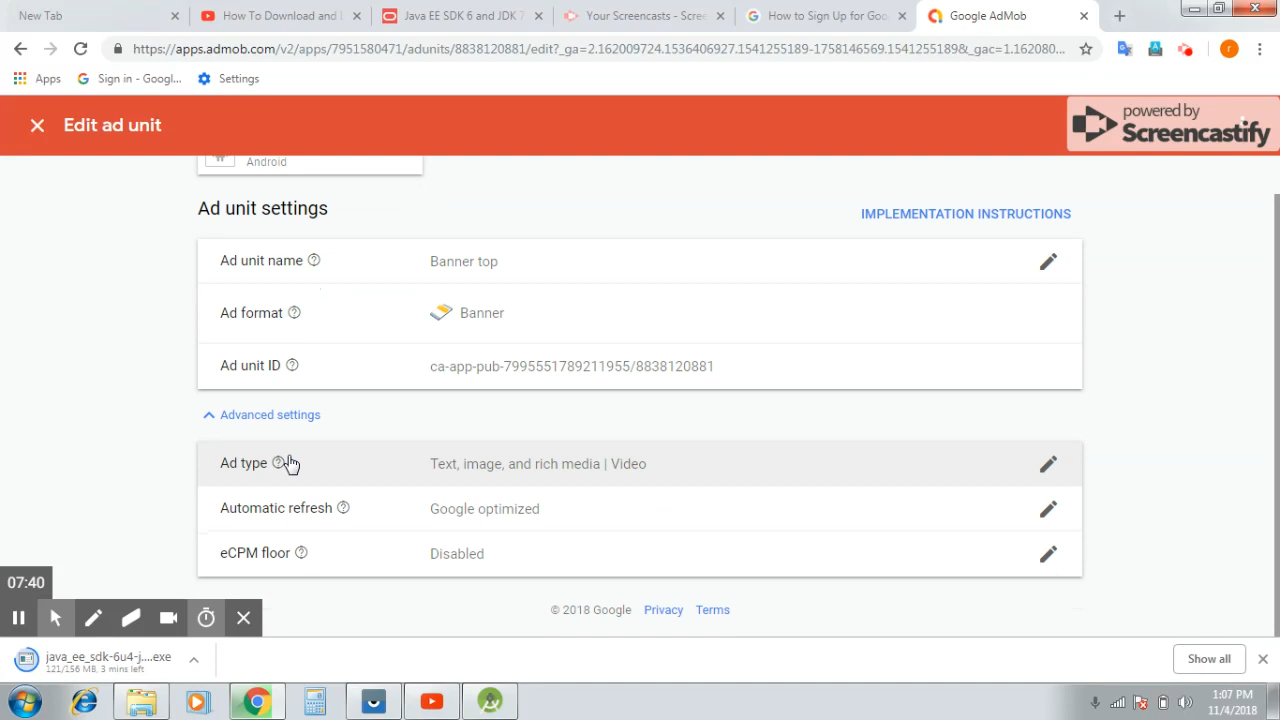 New Tab
How To Download and I
Java EE SDK 6 and JDK 7
Your Screencasts - Scree
How to Sign Up for Goo
Google AdMob
https://apps.admob.com/v2/apps/7951580471/adunits/8838120881/edit?_ga=2.162009724.1536406927.1541255189-1758146569.1541255189&_gac=1.162080...
Apps
Sign in - Googl...
Settings
Edit ad unit
powered by
Screencastify
Android
Ad unit settings
IMPLEMENTATION INSTRUCTIONS
Ad unit name
Banner top
Ad format
Banner
Ad unit ID
ca-app-pub-7995551789211955/8838120881
Advanced settings
Ad type
Text, image, and rich media | Video
Automatic refresh
Google optimized
eCPM floor
Disabled
07:40
© 2018 Google
Privacy
Terms
java_ee_sdk-6u4-j....exe
121/156 MB, 3 mins left
Show all
1:07 PM
11/4/2018